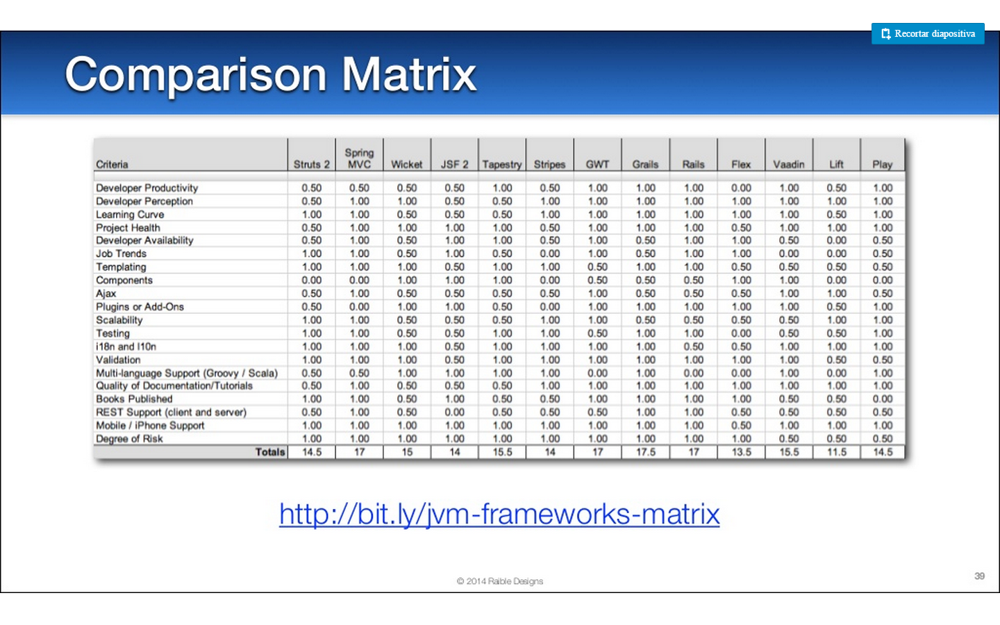 Recortar diapositiva
Comparison Matrix
Criteria Struts 2 Spring MVC Wicket JSF 2 Tapestry Stripes GWT Grails Rails Flex Vaadin Lift Play
Developer Productivity 0.50 0.50 0.50 0.50 1.00 0.50 1.00 1.00 1.00 0.00 1.00 0.50 1.00
Developer Perception 0.50 1.00 1.00 0.50 0.50 1.00 1.00 1.00 1.00 1.00 1.00 1.00 1.00
Learning Curve 1.00 1.00 0.50 0.50 0.50 1.00 1.00 1.00 1.00 1.00 1.00 0.50 1.00
Project Health 0.50 1.00 1.00 1.00 1.00 0.50 1.00 1.00 1.00 0.50 1.00 1.00 1.00
Developer Availability 0.50 1.00 0.50 1.00 0.50 1.00 1.00 0.50 1.00 1.00 0.50 0.00 0.50
Job Trends 1.00 1.00 0.50 1.00 0.50 0.00 1.00 0.50 1.00 1.00 0.00 0.00 0.50
Templating 1.00 1.00 1.00 0.50 1.00 1.00 0.50 1.00 1.00 0.50 0.50 0.50 0.50
Components 0.00 0.00 1.00 1.00 1.00 0.00 0.50 0.50 0.50 1.00 1.00 0.00 0.00
Ajax 0.50 1.00 0.50 0.50 0.50 0.50 1.00 0.50 0.50 0.50 1.00 1.00 0.50
Plugins or Add-Ons 0.50 0.00 1.00 1.00 0.50 0.00 1.00 1.00 1.00 1.00 1.00 0.50 1.00
Scalability 1.00 1.00 0.50 0.50 0.50 1.00 1.00 0.50 0.50 0.50 0.50 1.00 1.00
Testing 1.00 1.00 0.50 0.50 1.00 1.00 0.50 1.00 1.00 0.00 0.50 0.50 1.00
i18n and l10n 1.00 1.00 1.00 0.50 1.00 1.00 1.00 1.00 0.50 0.50 1.00 1.00 1.00
Validation 1.00 1.00 1.00 0.50 1.00 1.00 1.00 1.00 1.00 1.00 1.00 0.50 0.50
Multi-language Support (Groovy / Scala) 0.50 0.50 1.00 1.00 1.00 1.00 0.00 1.00 0.00 0.00 1.00 0.00 1.00
Quality of Documentation/Tutorials 0.50 1.00 0.50 0.50 0.50 1.00 1.00 1.00 1.00 1.00 1.00 1.00 1.00
Books Published 1.00 1.00 0.50 1.00 0.50 0.50 1.00 1.00 1.00 1.00 0.50 0.50 0.00
REST Support (client and server) 0.50 1.00 0.50 0.00 0.50 0.50 0.50 1.00 1.00 0.50 0.50 0.50 0.50
Mobile / iPhone Support 1.00 1.00 1.00 1.00 1.00 1.00 1.00 1.00 1.00 0.50 1.00 1.00 1.00
Degree of Risk 1.00 1.00 1.00 1.00 1.00 1.00 1.00 1.00 1.00 1.00 0.50 0.50 0.50
Totals 14.5 17 15 14 15.5 14 17 17.5 17 13.5 15.5 11.5 14.5
http://bit.ly/jvm-frameworks-matrix
© 2014 Raible Designs
39